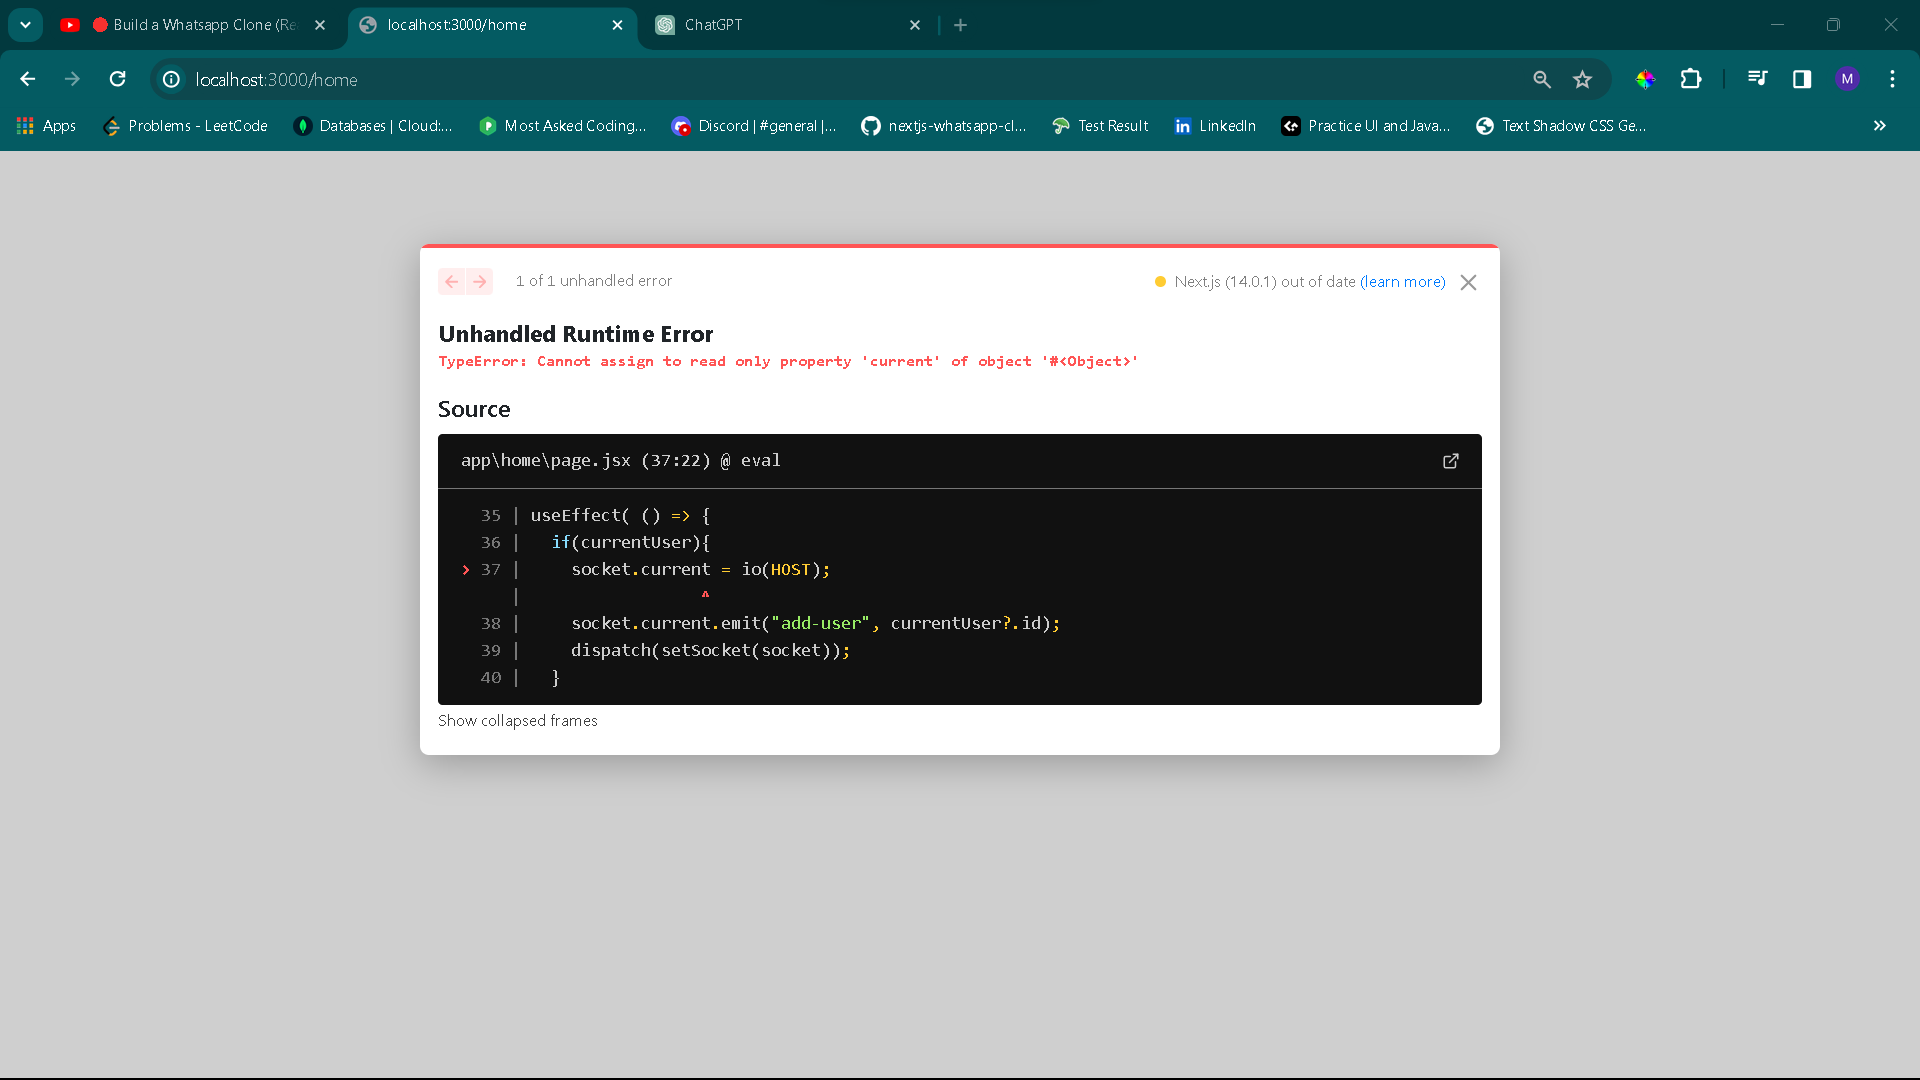 Build a Whatsapp Clone (Re
localhost:3000/home
ChatGPT
localhost:3000/home
M
Apps
Problems - LeetCode
Databases | Cloud:...
Most Asked Coding...
Discord | #general |...
nextjs-whatsapp-cl...
Test Result
LinkedIn
Practice UI and Java...
Text Shadow CSS Ge...
1 of 1 unhandled error
Next.js (14.0.1) out of date (learn more)
Unhandled Runtime Error
TypeError: Cannot assign to read only property 'current' of object '#<Object>'
Source
app\home\page.jsx (37:22) @ eval
35 | useEffect( () => {
36 |   if(currentUser){
> 37 |     socket.current = io(HOST);
|                   ^
38 |     socket.current.emit("add-user", currentUser?.id);
39 |     dispatch(setSocket(socket));
40 |   }
Show collapsed frames